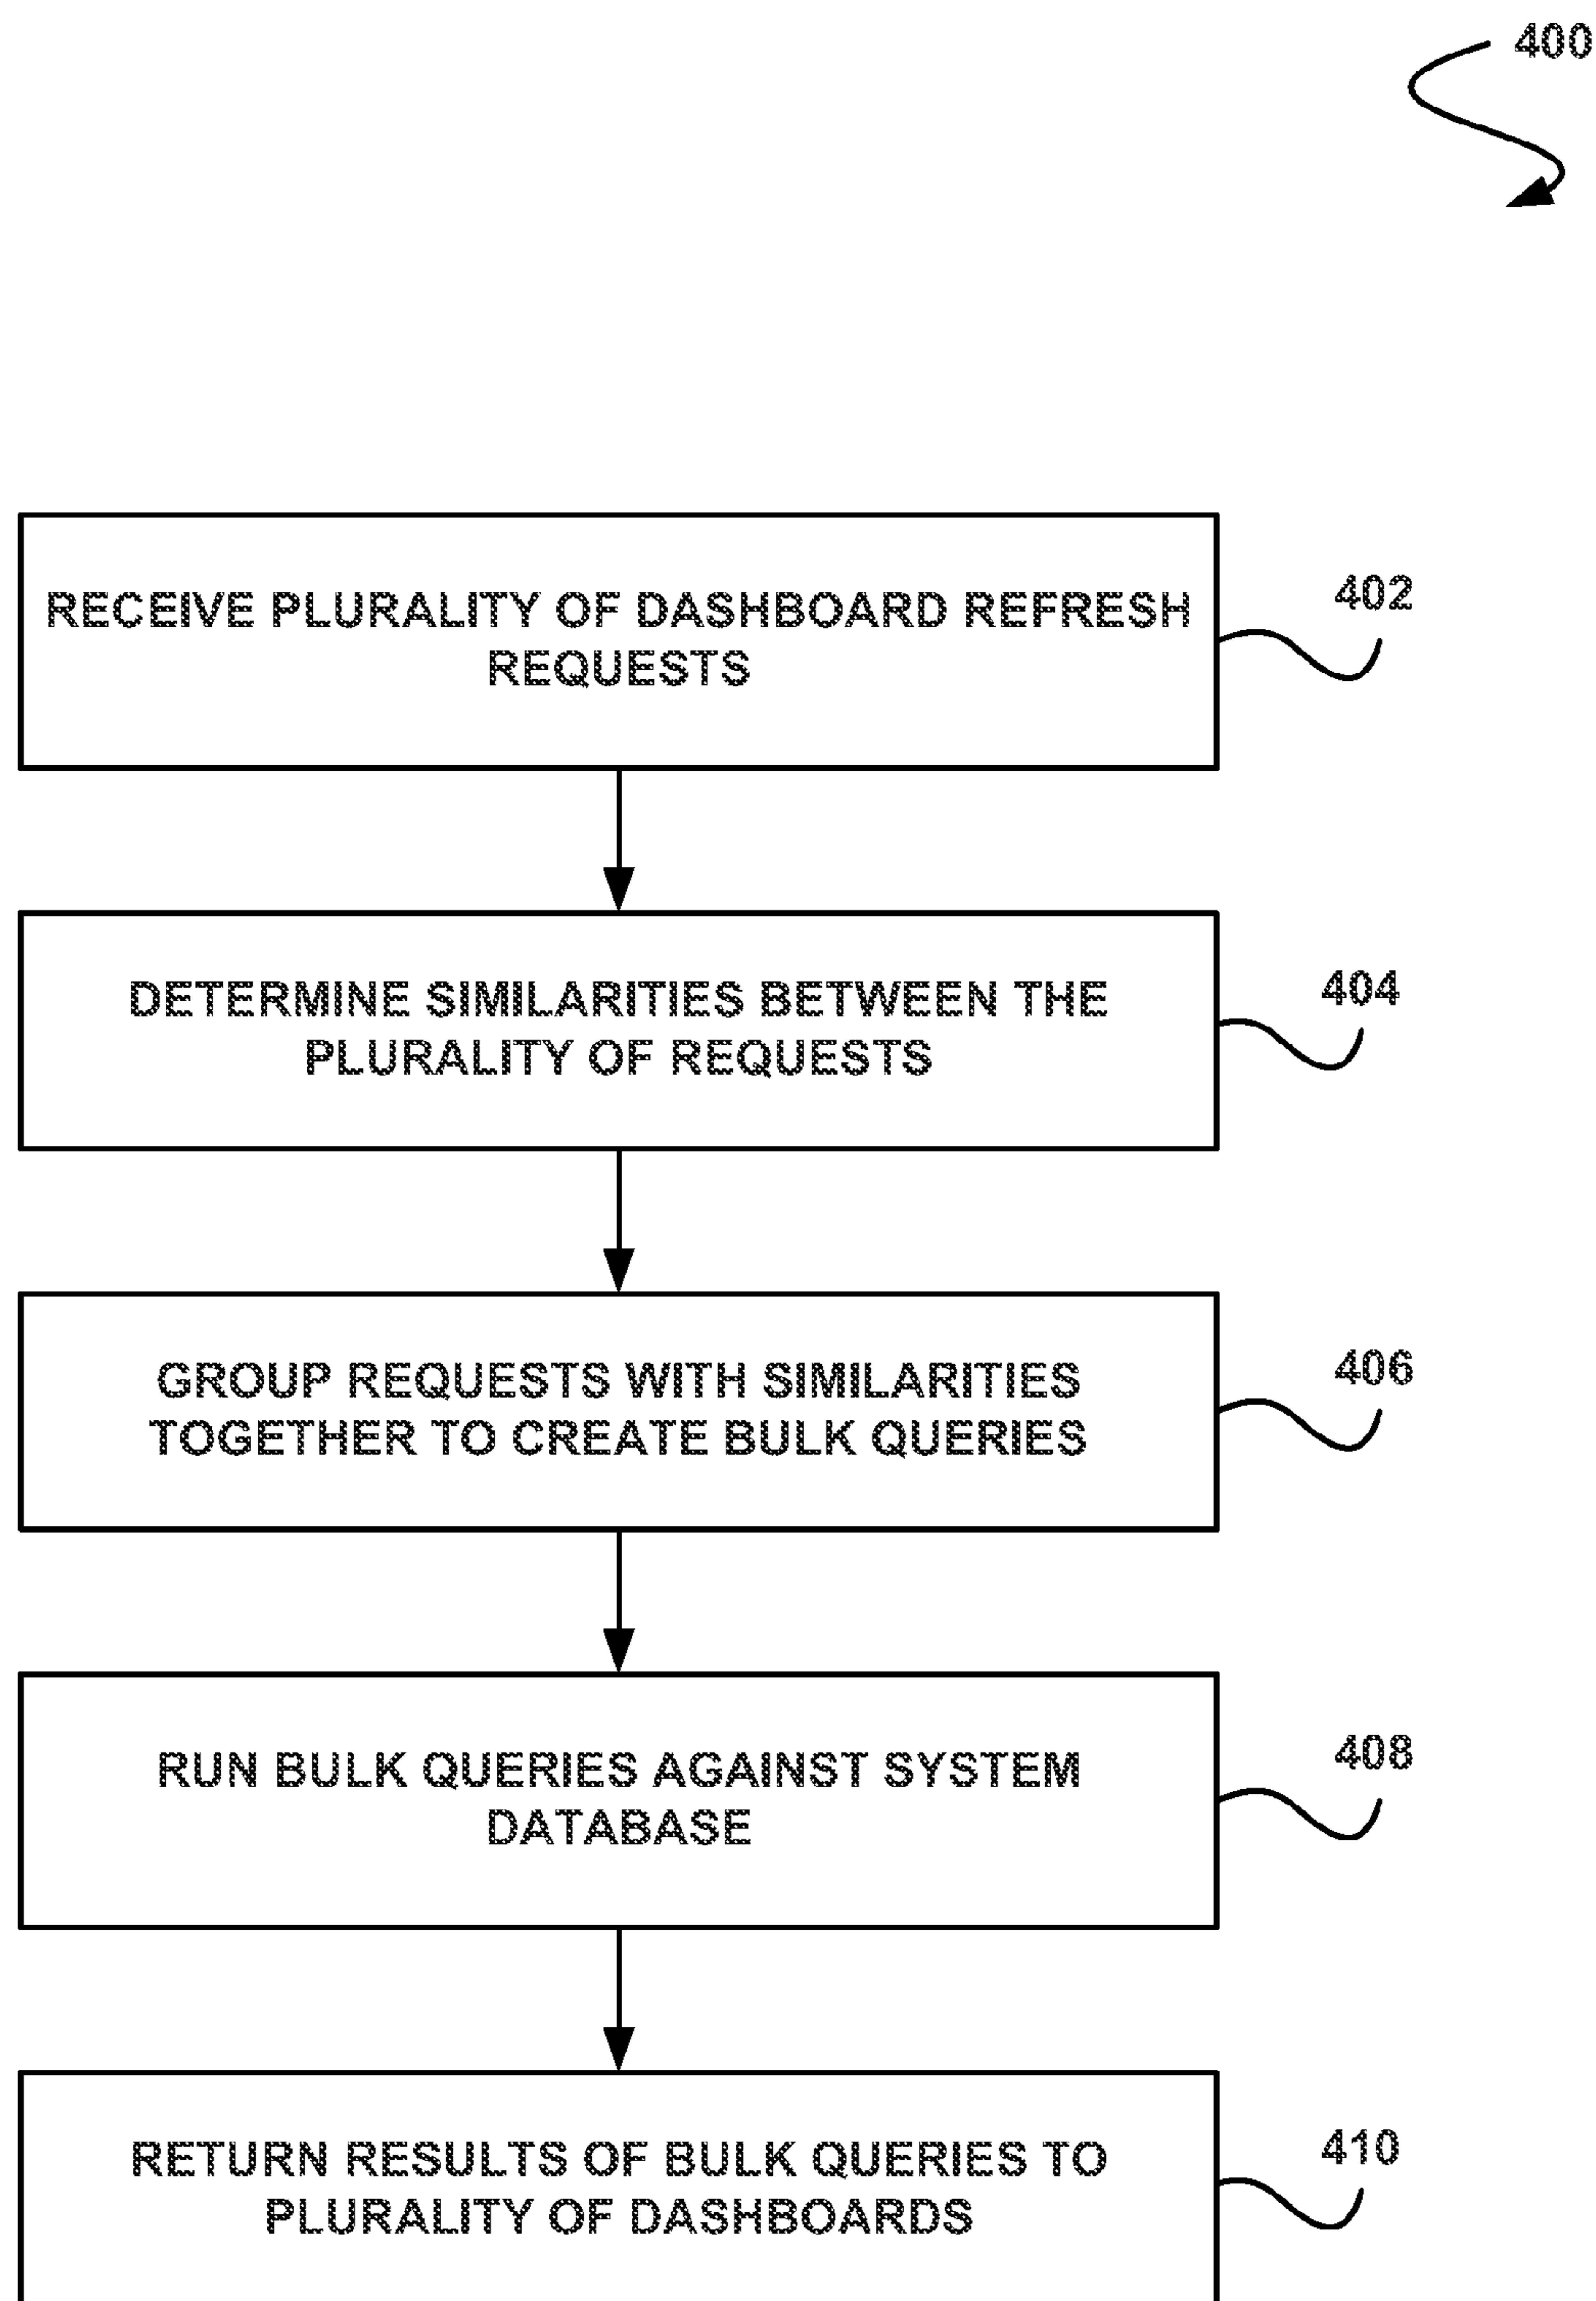 400
RECEIVE PLURALITY OF DASHBOARD REFRESH
REQUESTS
402
DETERMINE SIMILARITIES BETWEEN THE
PLURALITY OF REQUESTS
404
GROUP REQUESTS WITH SIMILARITIES
TOGETHER TO CREATE BULK QUERIES
406
RUN BULK QUERIES AGAINST SYSTEM
DATABASE
408
RETURN RESULTS OF BULK QUERIES TO
PLURALITY OF DASHBOARDS
410